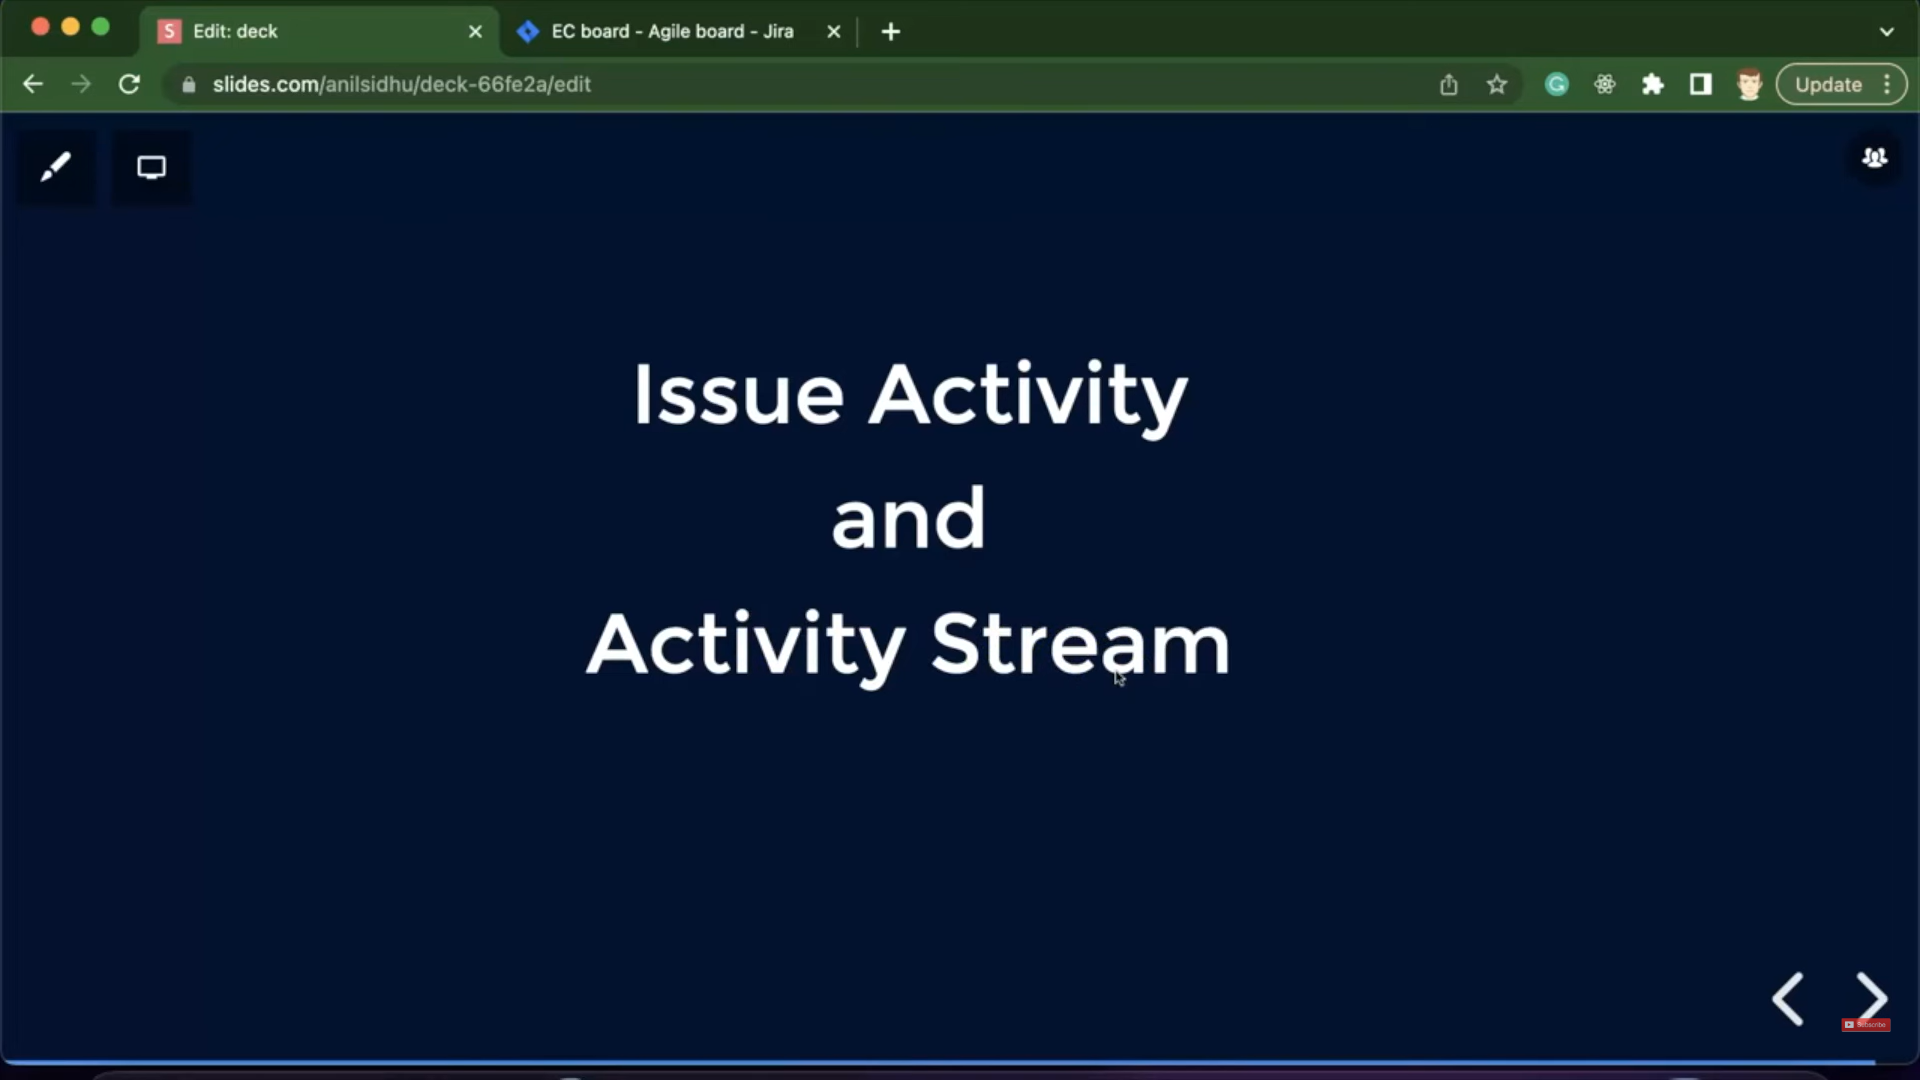 S Edit: deck
EC board - Agile board - Jira
slides.com/anilsidhu/deck-66fe2a/edit
G
Update
Issue Activity
and
Activity Stream
Subscribe